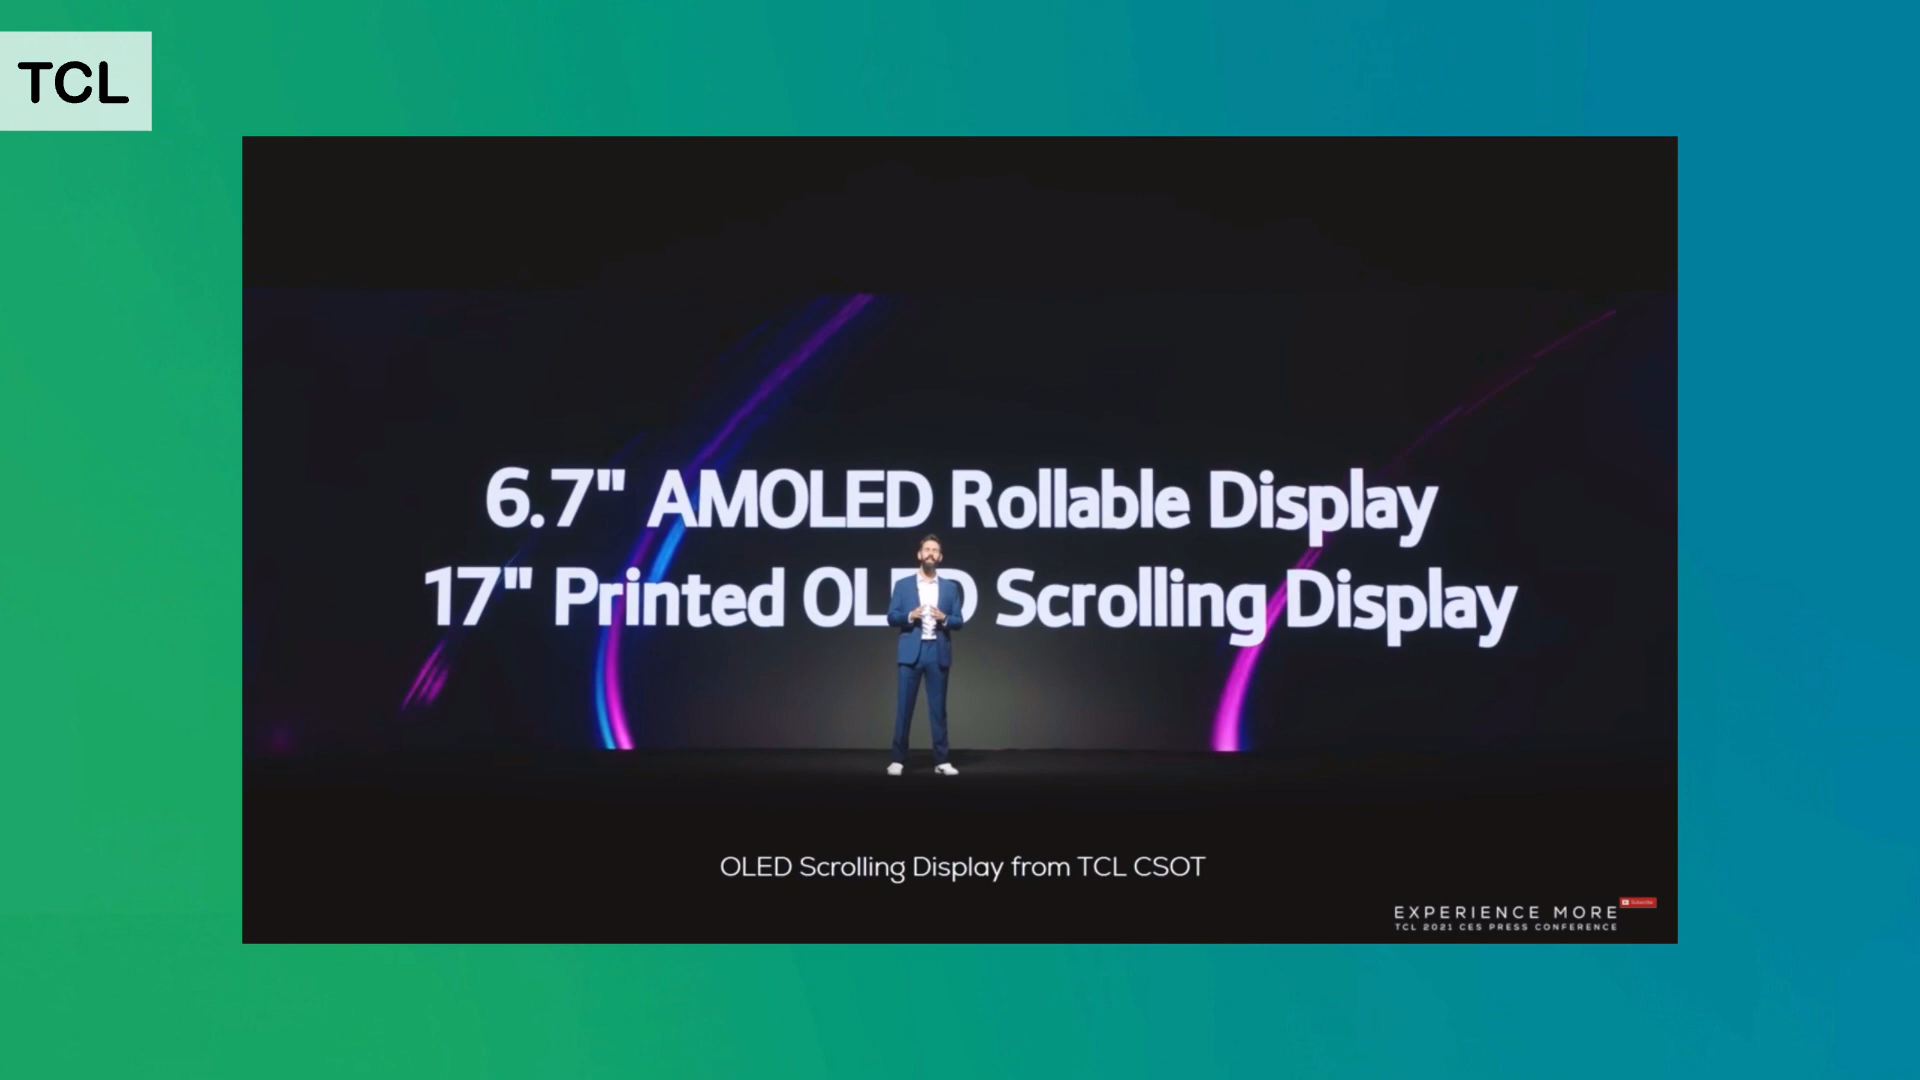 TCL
6.7" AMOLED Rollable Display
17" Printed OLED Scrolling Display
OLED Scrolling Display from TCL CSOT
Subscribe
EXPERIENCE MORE
TCL 2021 CES PRESS CONFERENCE